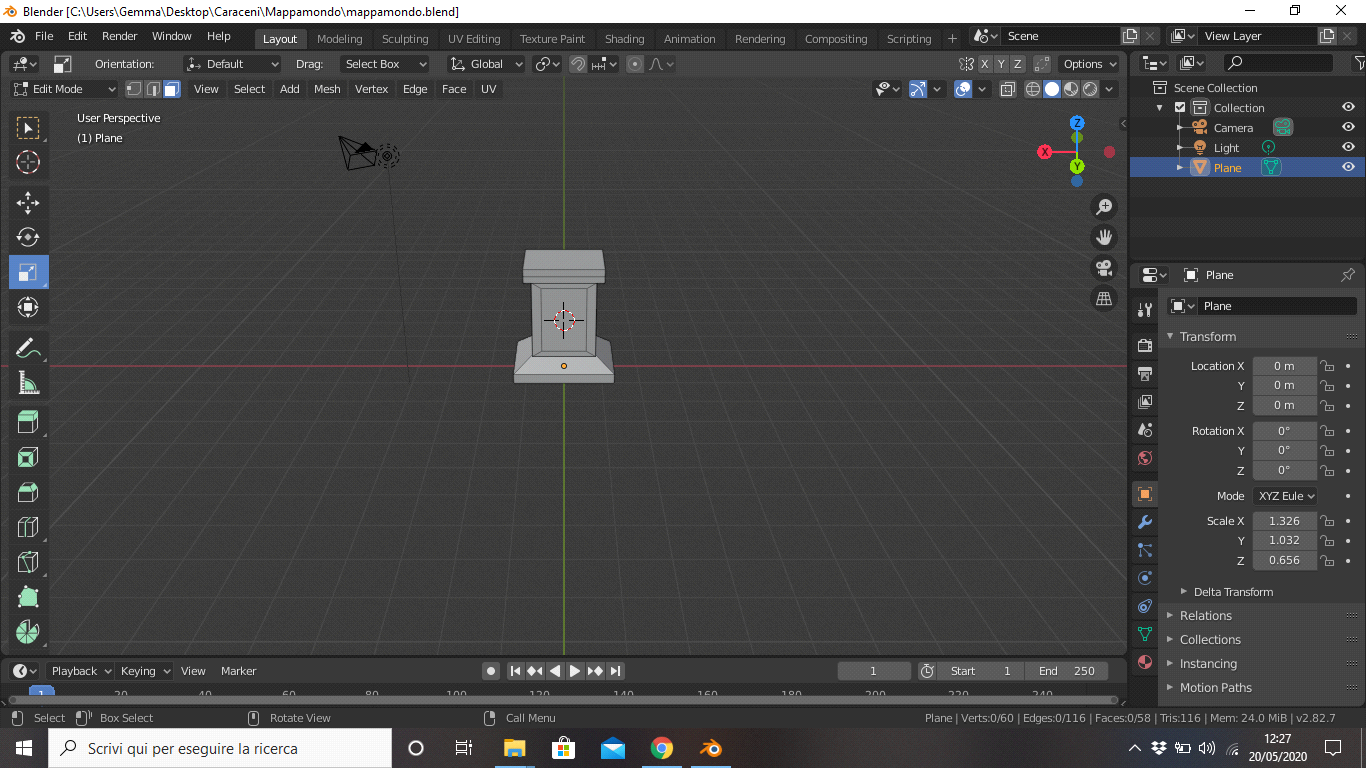 Blender [C:\Users\Gemma\Desktop\Caraceni\Mappamondo\mappamondo.blend]
File Edit Render Window Help Layout Modeling Sculpting UV Editing Texture Paint Shading Animation Rendering Compositing Scripting + Scene View Layer
Orientation: Default Drag: Select Box Global X Y Z Options
Edit Mode View Select Add Mesh Vertex Edge Face UV
Scene Collection
Collection
Camera
Light
Plane
User Perspective
(1) Plane
Z
X
Y
Plane
Plane
Transform
Location X 0 m
Y 0 m
Z 0 m
Rotation X 0°
Y 0°
Z 0°
Mode XYZ Eule
Scale X 1.326
Y 1.032
Z 0.656
Delta Transform
Relations
Collections
Instancing
Motion Paths
Playback Keying View Marker 1 Start 1 End 250
1 20 40 60 80 100 120 140 160 180 200 220 240
Select Box Select Rotate View Call Menu Plane | Verts:0/60 | Edges:0/116 | Faces:0/58 | Tris:116 | Mem: 24.0 MiB | v2.82.7
Scrivi qui per eseguire la ricerca
12:27
20/05/2020